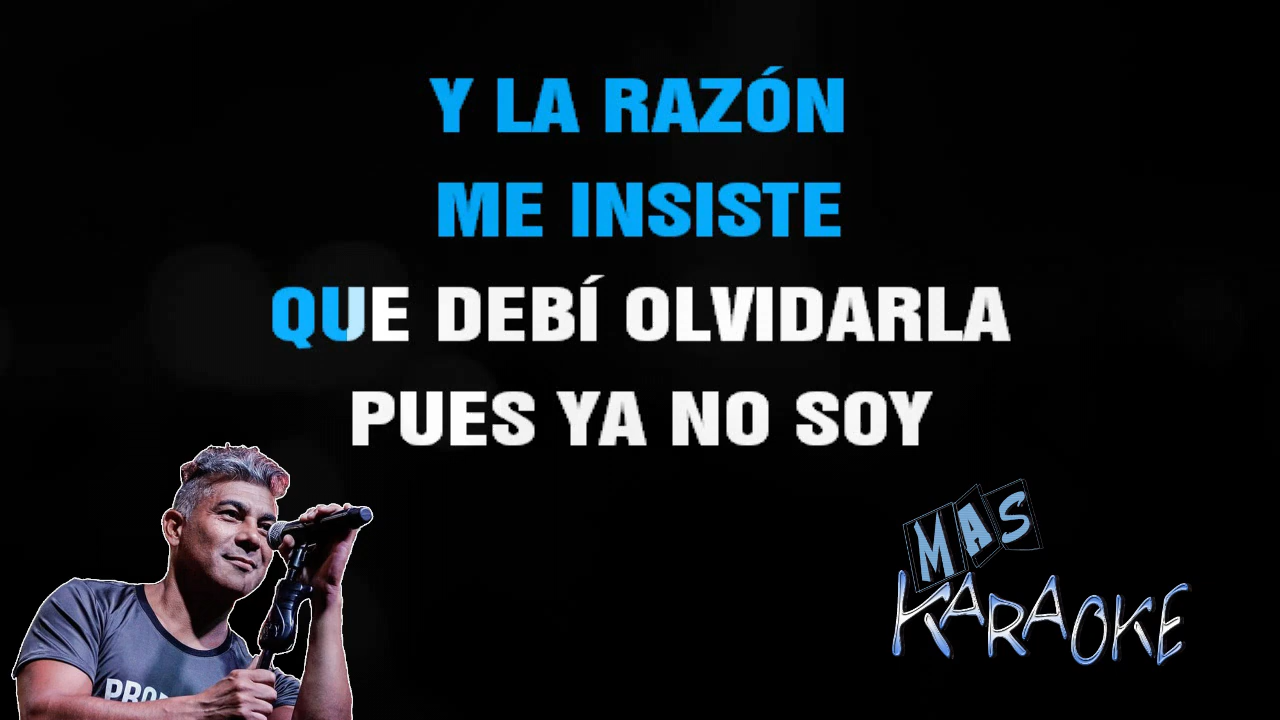 Y LA RAZÓN
ME INSISTE
QUE DEBÍ OLVIDARLA
PUES YA NO SOY
MAS
KARAOKE